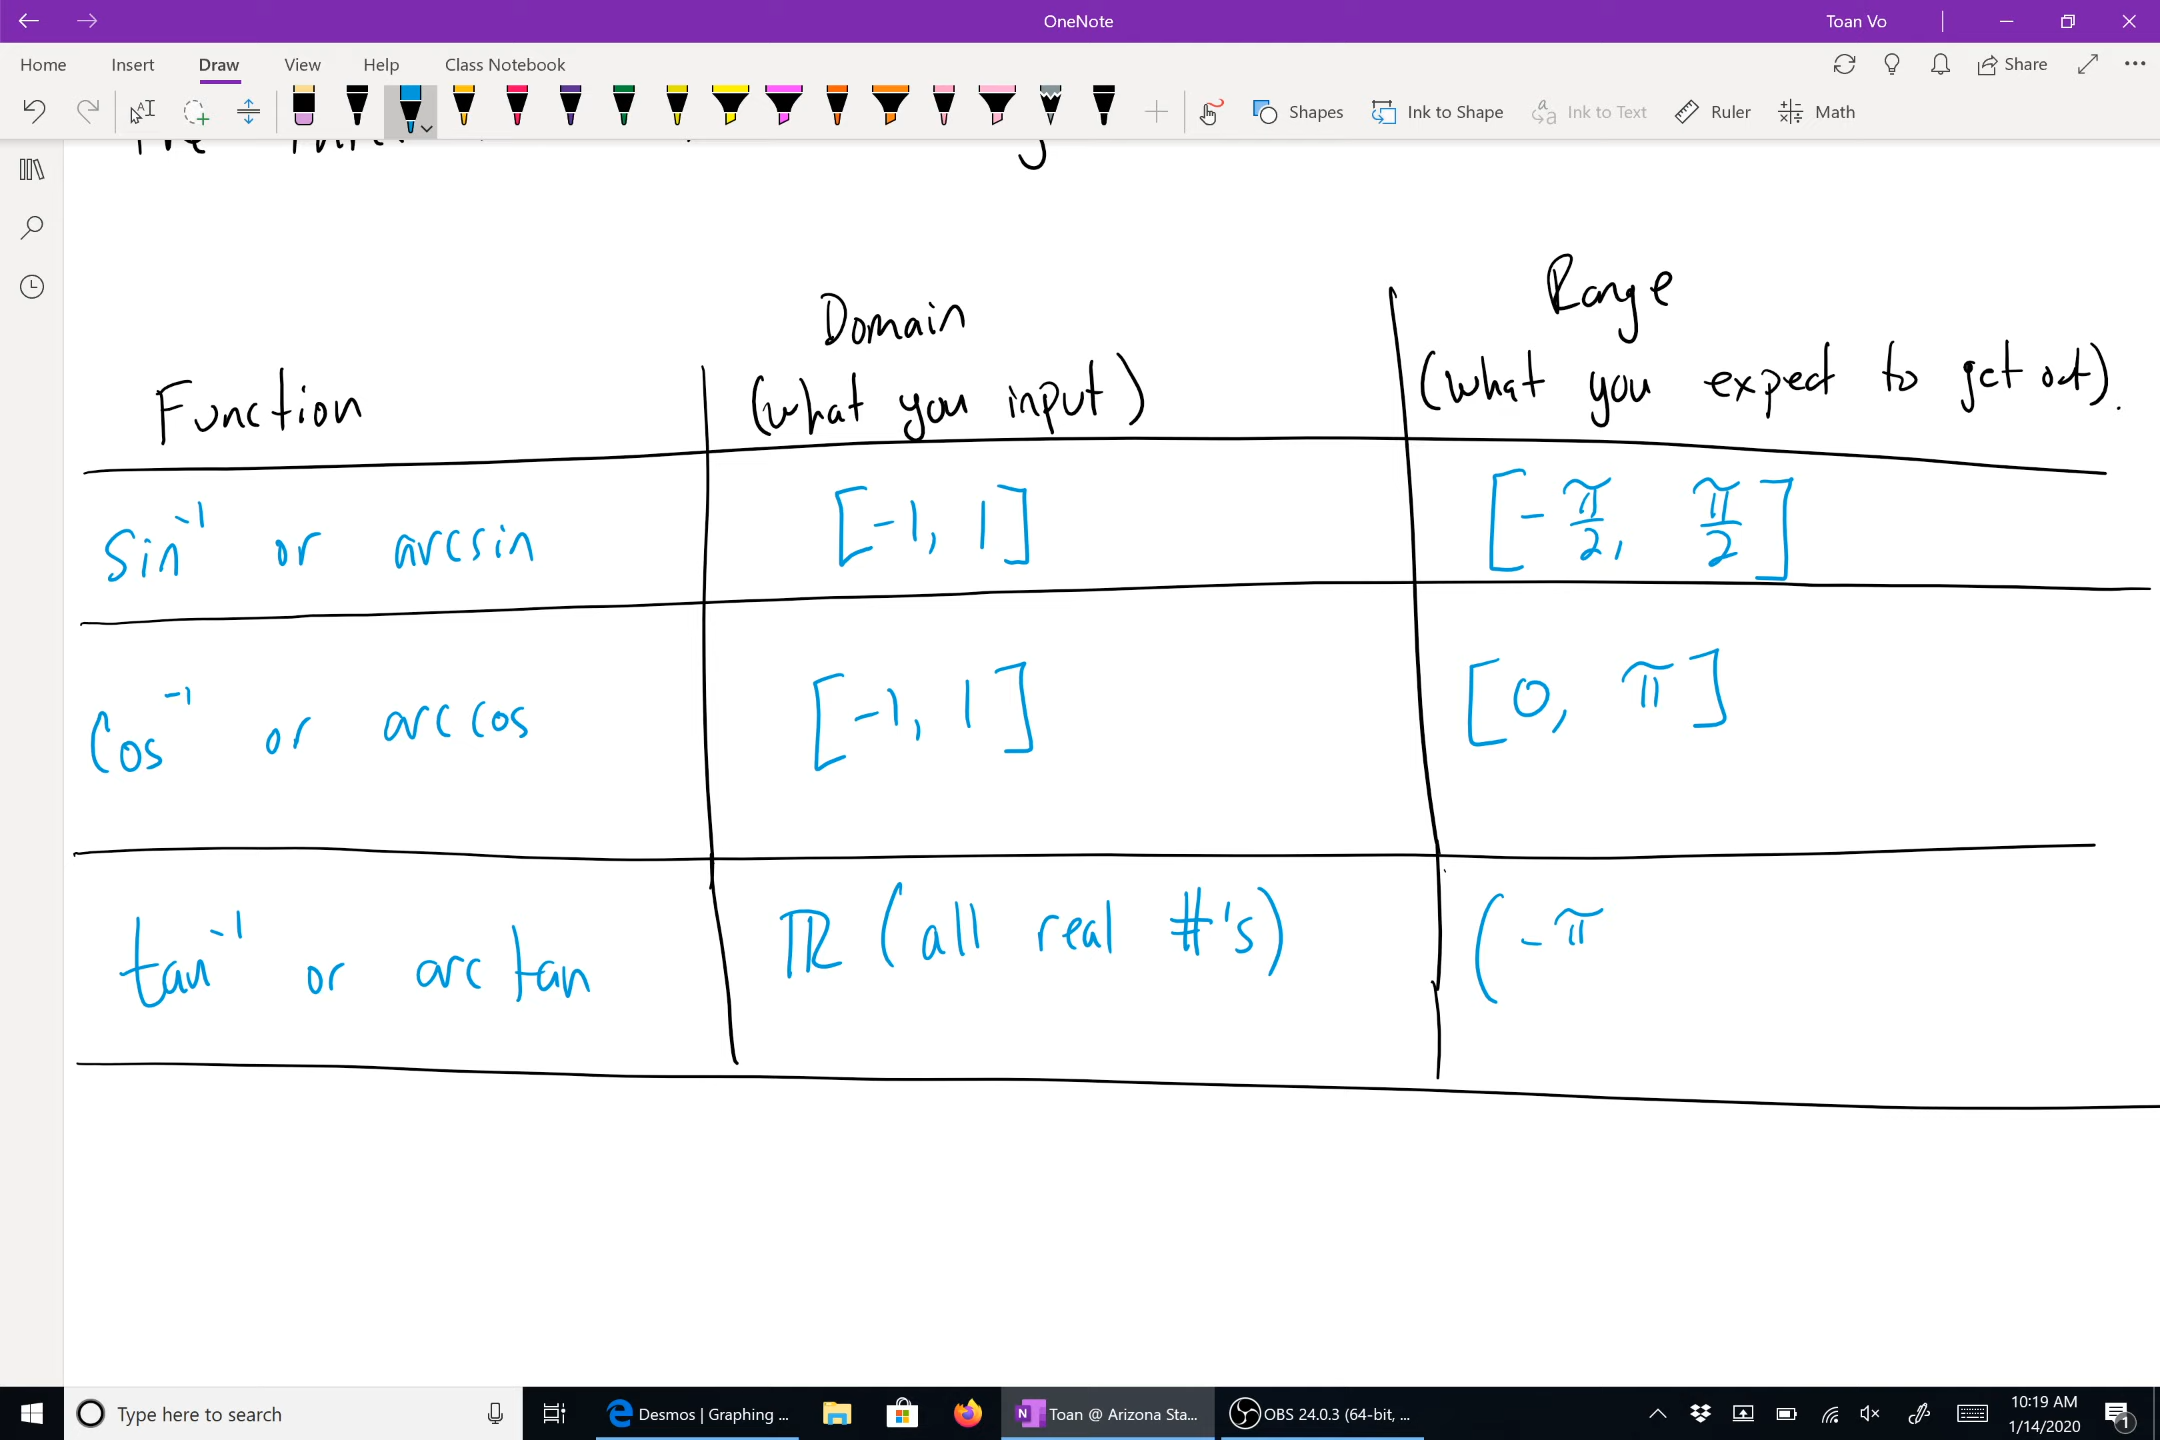 OneNote
Toan Vo
Home Insert Draw View Help Class Notebook
Share
Shapes Ink to Shape Ink to Text Ruler Math
Domain
Range
Function
(what you input)
(what you expect to get out).
sin⁻¹ or arcsin [-1, 1] [-π/2, π/2]
Cos⁻¹ or arccos [-1, 1] [0, π]
tan⁻¹ or arctan ℝ (all real #'s) (-π
Type here to search
Desmos | Graphing ...
Toan @ Arizona Sta...
OBS 24.0.3 (64-bit, ...
10:19 AM
1/14/2020
1